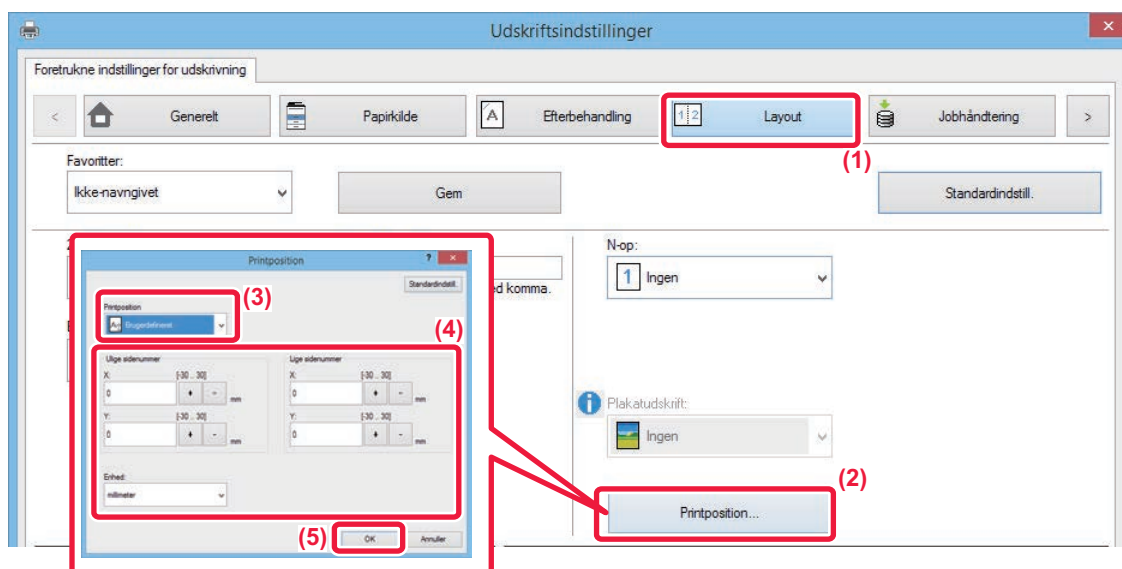 Udskriftsindstillinger
Foretrukne indstillinger for udskrivning
< Generelt Papirkilde Efterbehandling Layout Jobhåndtering >
(1)
Favoritter:
Ikke-navngivet Gem Standardindstill.
N-op:
1 Ingen
ed komma.
Printposition ?
Standardindstill.
Printposition
Brugerdefineret
(3)
(4)
Ulige sidenummer Lige sidenummer
X: [-30 .. 30] X: [-30 .. 30]
0 + - mm 0 + - mm
Y: [-30 .. 30] Y: [-30 .. 30]
0 + - mm 0 + - mm
Enhed:
millimeter
(5) OK Annuller
Plakatudskrift:
Ingen
(2)
Printposition...